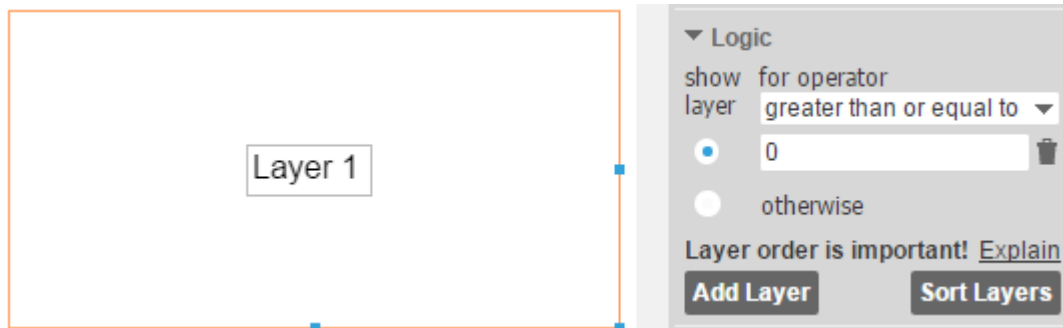 Layer 1
Logic
show layer
for operator
greater than or equal to
0
otherwise
Layer order is important! Explain
Add Layer
Sort Layers